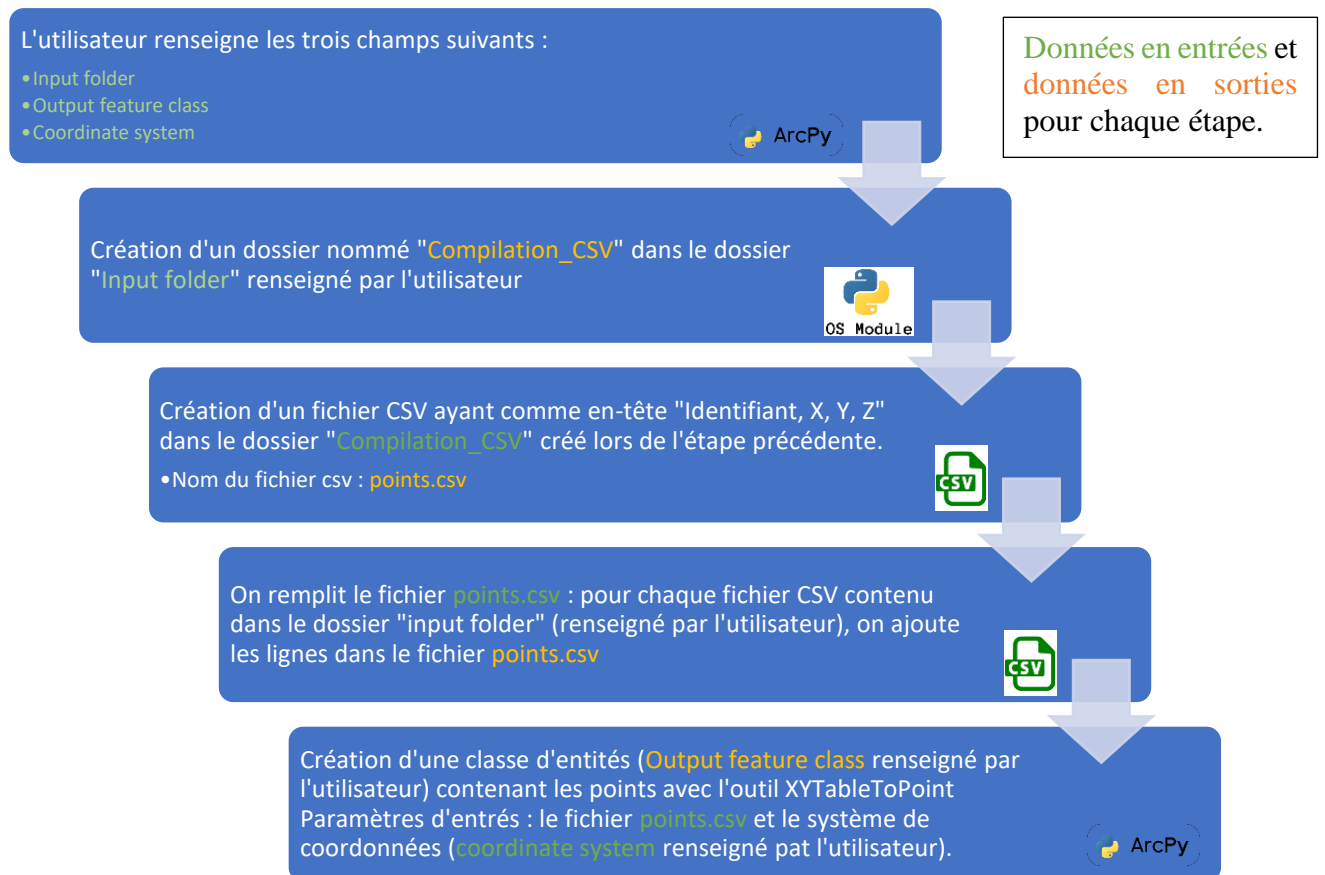 L'utilisateur renseigne les trois champs suivants :
•Input folder
•Output feature class
•Coordinate system
ArcPy
Données en entrées et
données en sorties
pour chaque étape.
Création d'un dossier nommé "Compilation_CSV" dans le dossier
"Input folder" renseigné par l'utilisateur
OS Module
Création d'un fichier CSV ayant comme en-tête "Identifiant, X, Y, Z"
dans le dossier "Compilation_CSV" créé lors de l'étape précédente.
•Nom du fichier csv : points.csv
CSV
On remplit le fichier points.csv : pour chaque fichier CSV contenu
dans le dossier "input folder" (renseigné par l'utilisateur), on ajoute
les lignes dans le fichier points.csv
CSV
Création d'une classe d'entités (Output feature class renseigné par
l'utilisateur) contenant les points avec l'outil XYTableToPoint
Paramètres d'entrés : le fichier points.csv et le système de
coordonnées (coordinate system renseigné pat l'utilisateur).
ArcPy